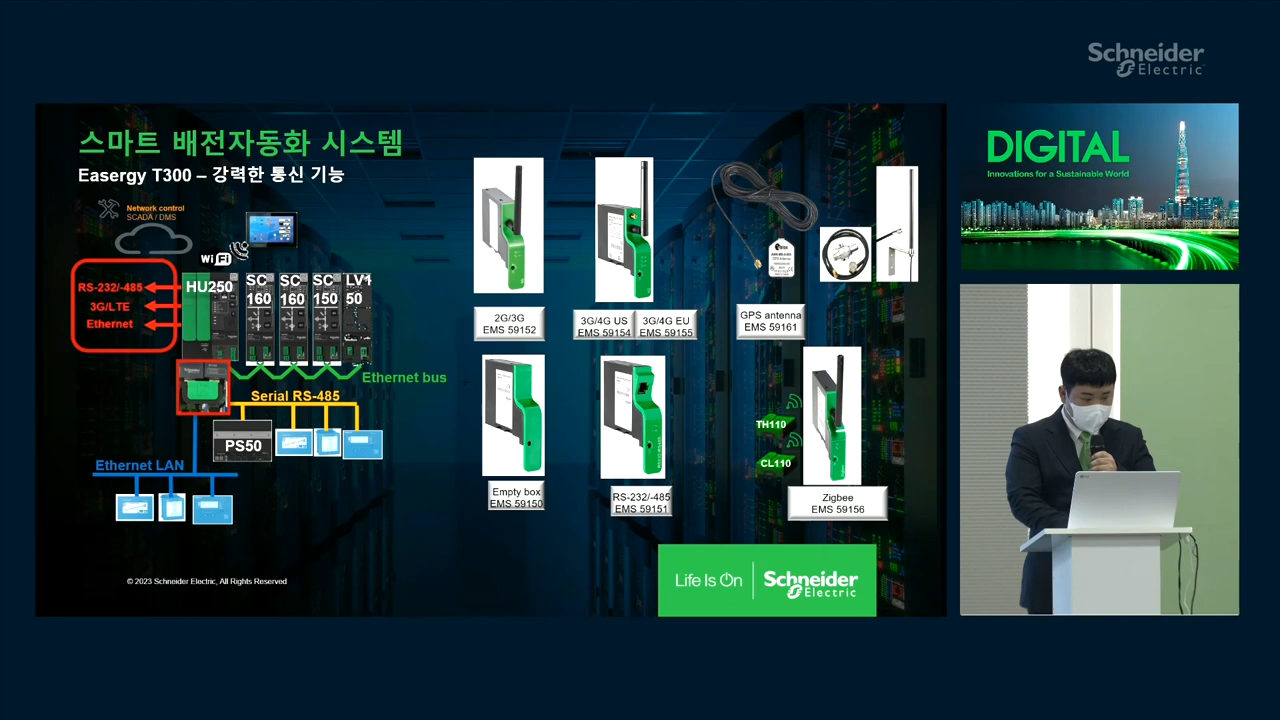 Schneider
Electric
스마트 배전자동화 시스템
Easergy T300 – 강력한 통신 기능
Network control
SCADA / DMS
WiFi
RS-232/-485
3G/LTE
Ethernet
HU250
SC
160
SC
160
SC
150
LV1
50
Ethernet bus
Serial RS-485
PS50
Ethernet LAN
2G/3G
EMS 59152
3G/4G US
EMS 59154
3G/4G EU
EMS 59155
GPS antenna
EMS 59161
Empty box
EMS 59150
RS-232/-485
EMS 59151
TH110
CL110
Zigbee
EMS 59156
© 2023 Schneider Electric, All Rights Reserved
Life Is On
Schneider
Electric
DIGITAL
Innovations for a Sustainable World